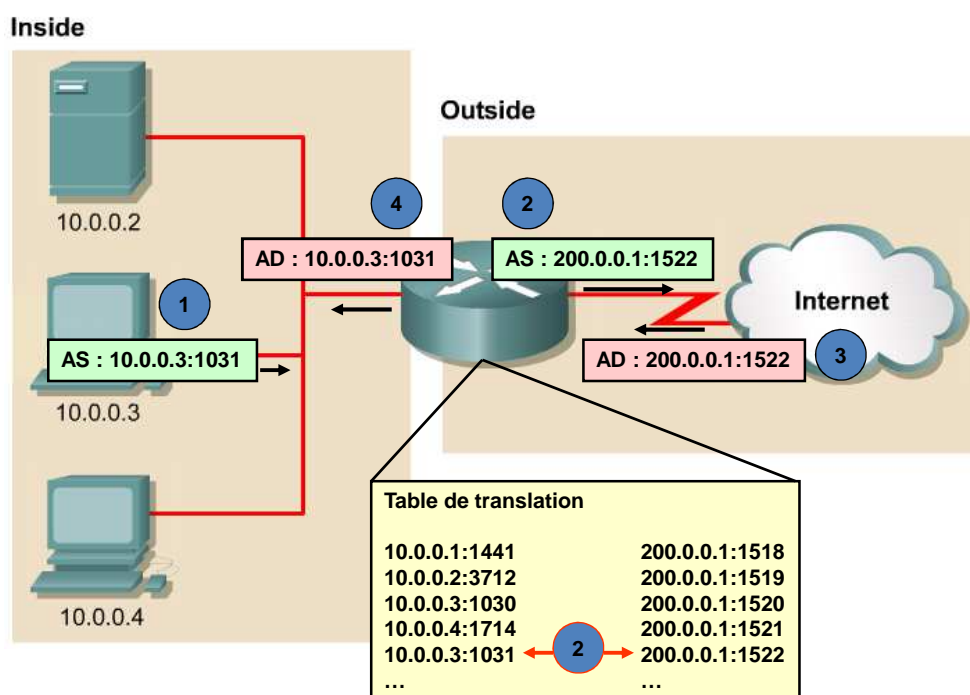 Inside
Outside
10.0.0.2
4
2
AD : 10.0.0.3:1031
AS : 200.0.0.1:1522
1
Internet
AS : 10.0.0.3:1031
AD : 200.0.0.1:1522
3
10.0.0.3
Table de translation
10.0.0.1:1441 200.0.0.1:1518
10.0.0.2:3712 200.0.0.1:1519
10.0.0.3:1030 200.0.0.1:1520
10.0.0.4:1714 200.0.0.1:1521
10.0.0.3:1031 2 200.0.0.1:1522
... ...
10.0.0.4